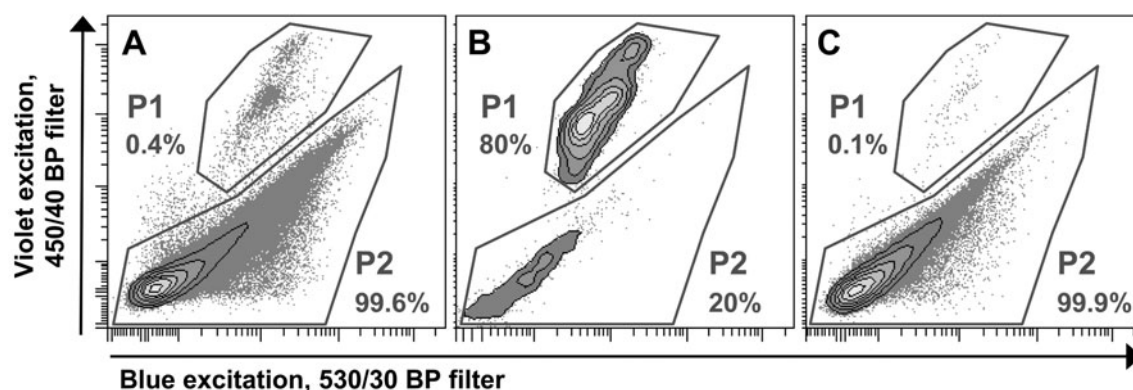 Violet excitation,
450/40 BP filter
A
P1
0.4%
P2
99.6%
B
P1
80%
P2
20%
C
P1
0.1%
P2
99.9%
Blue excitation, 530/30 BP filter